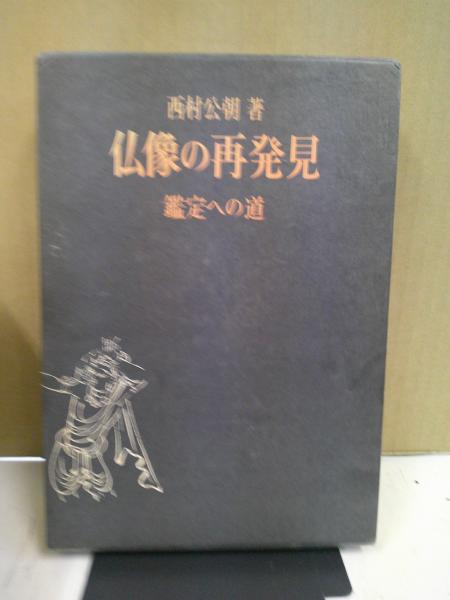 西村公朝 著
仏像の再発見
鑑定への道